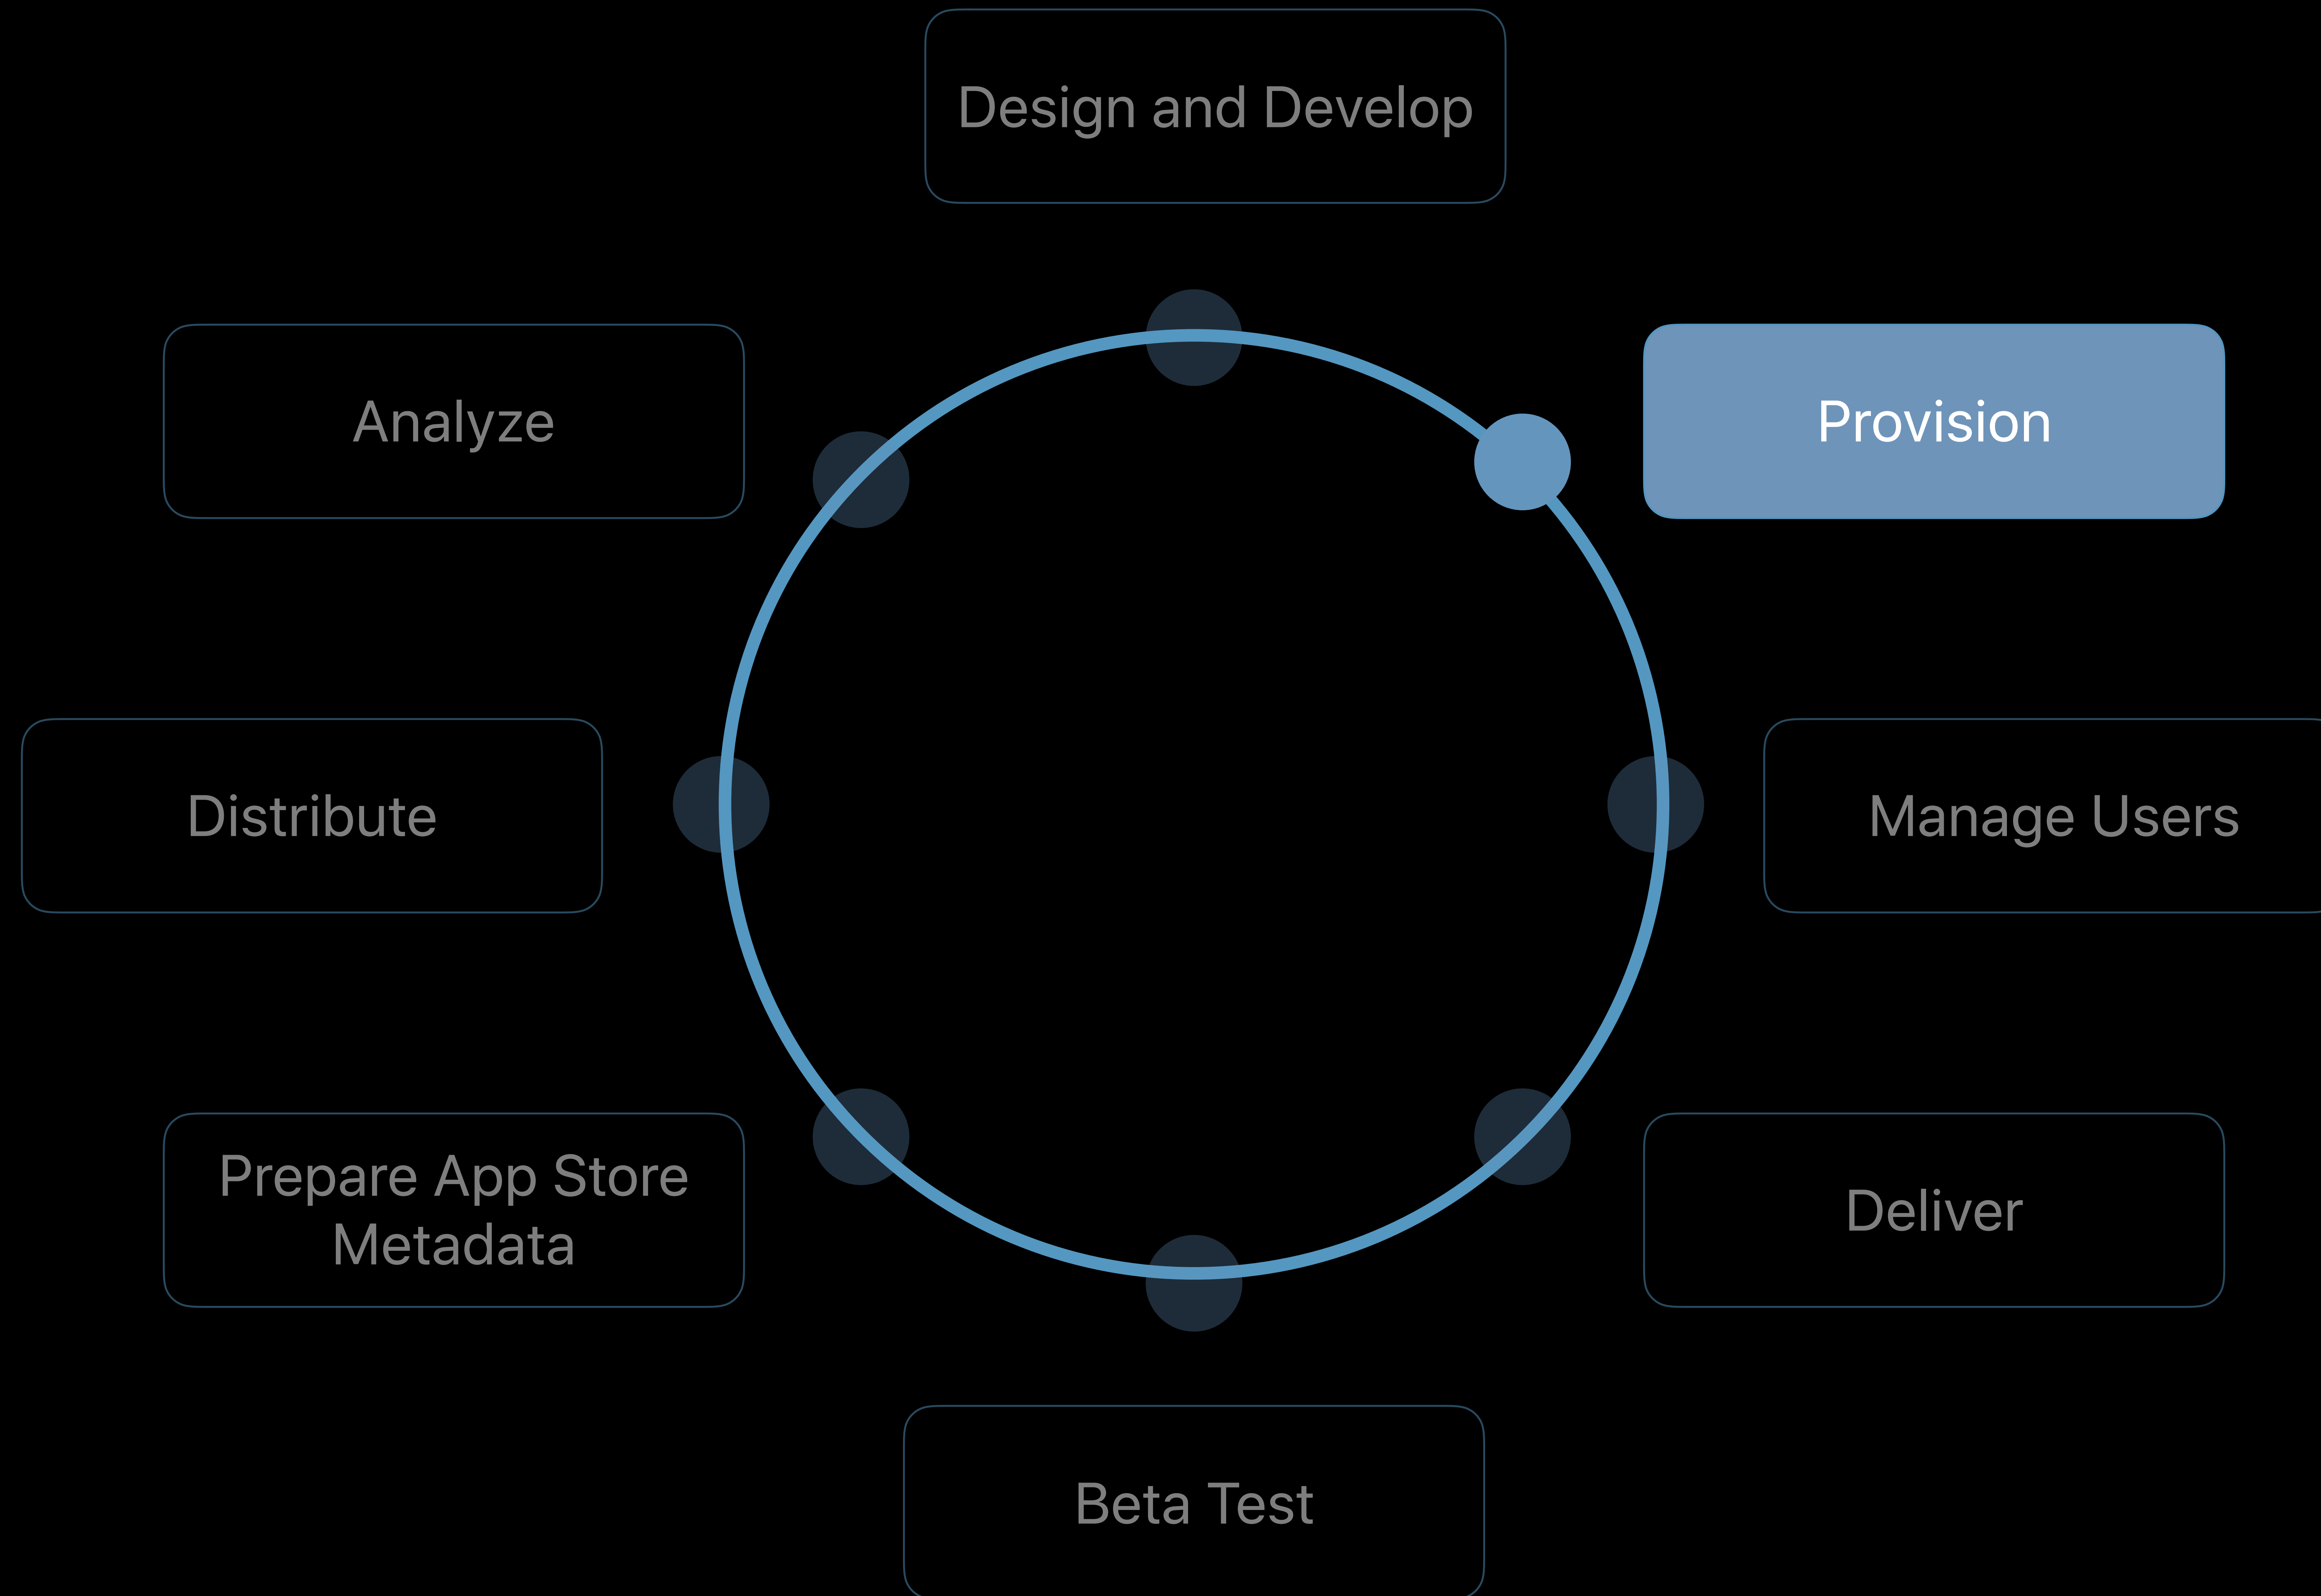 Design and Develop
Analyze
Provision
Distribute
Manage Users
Prepare App Store
Metadata
Deliver
Beta Test